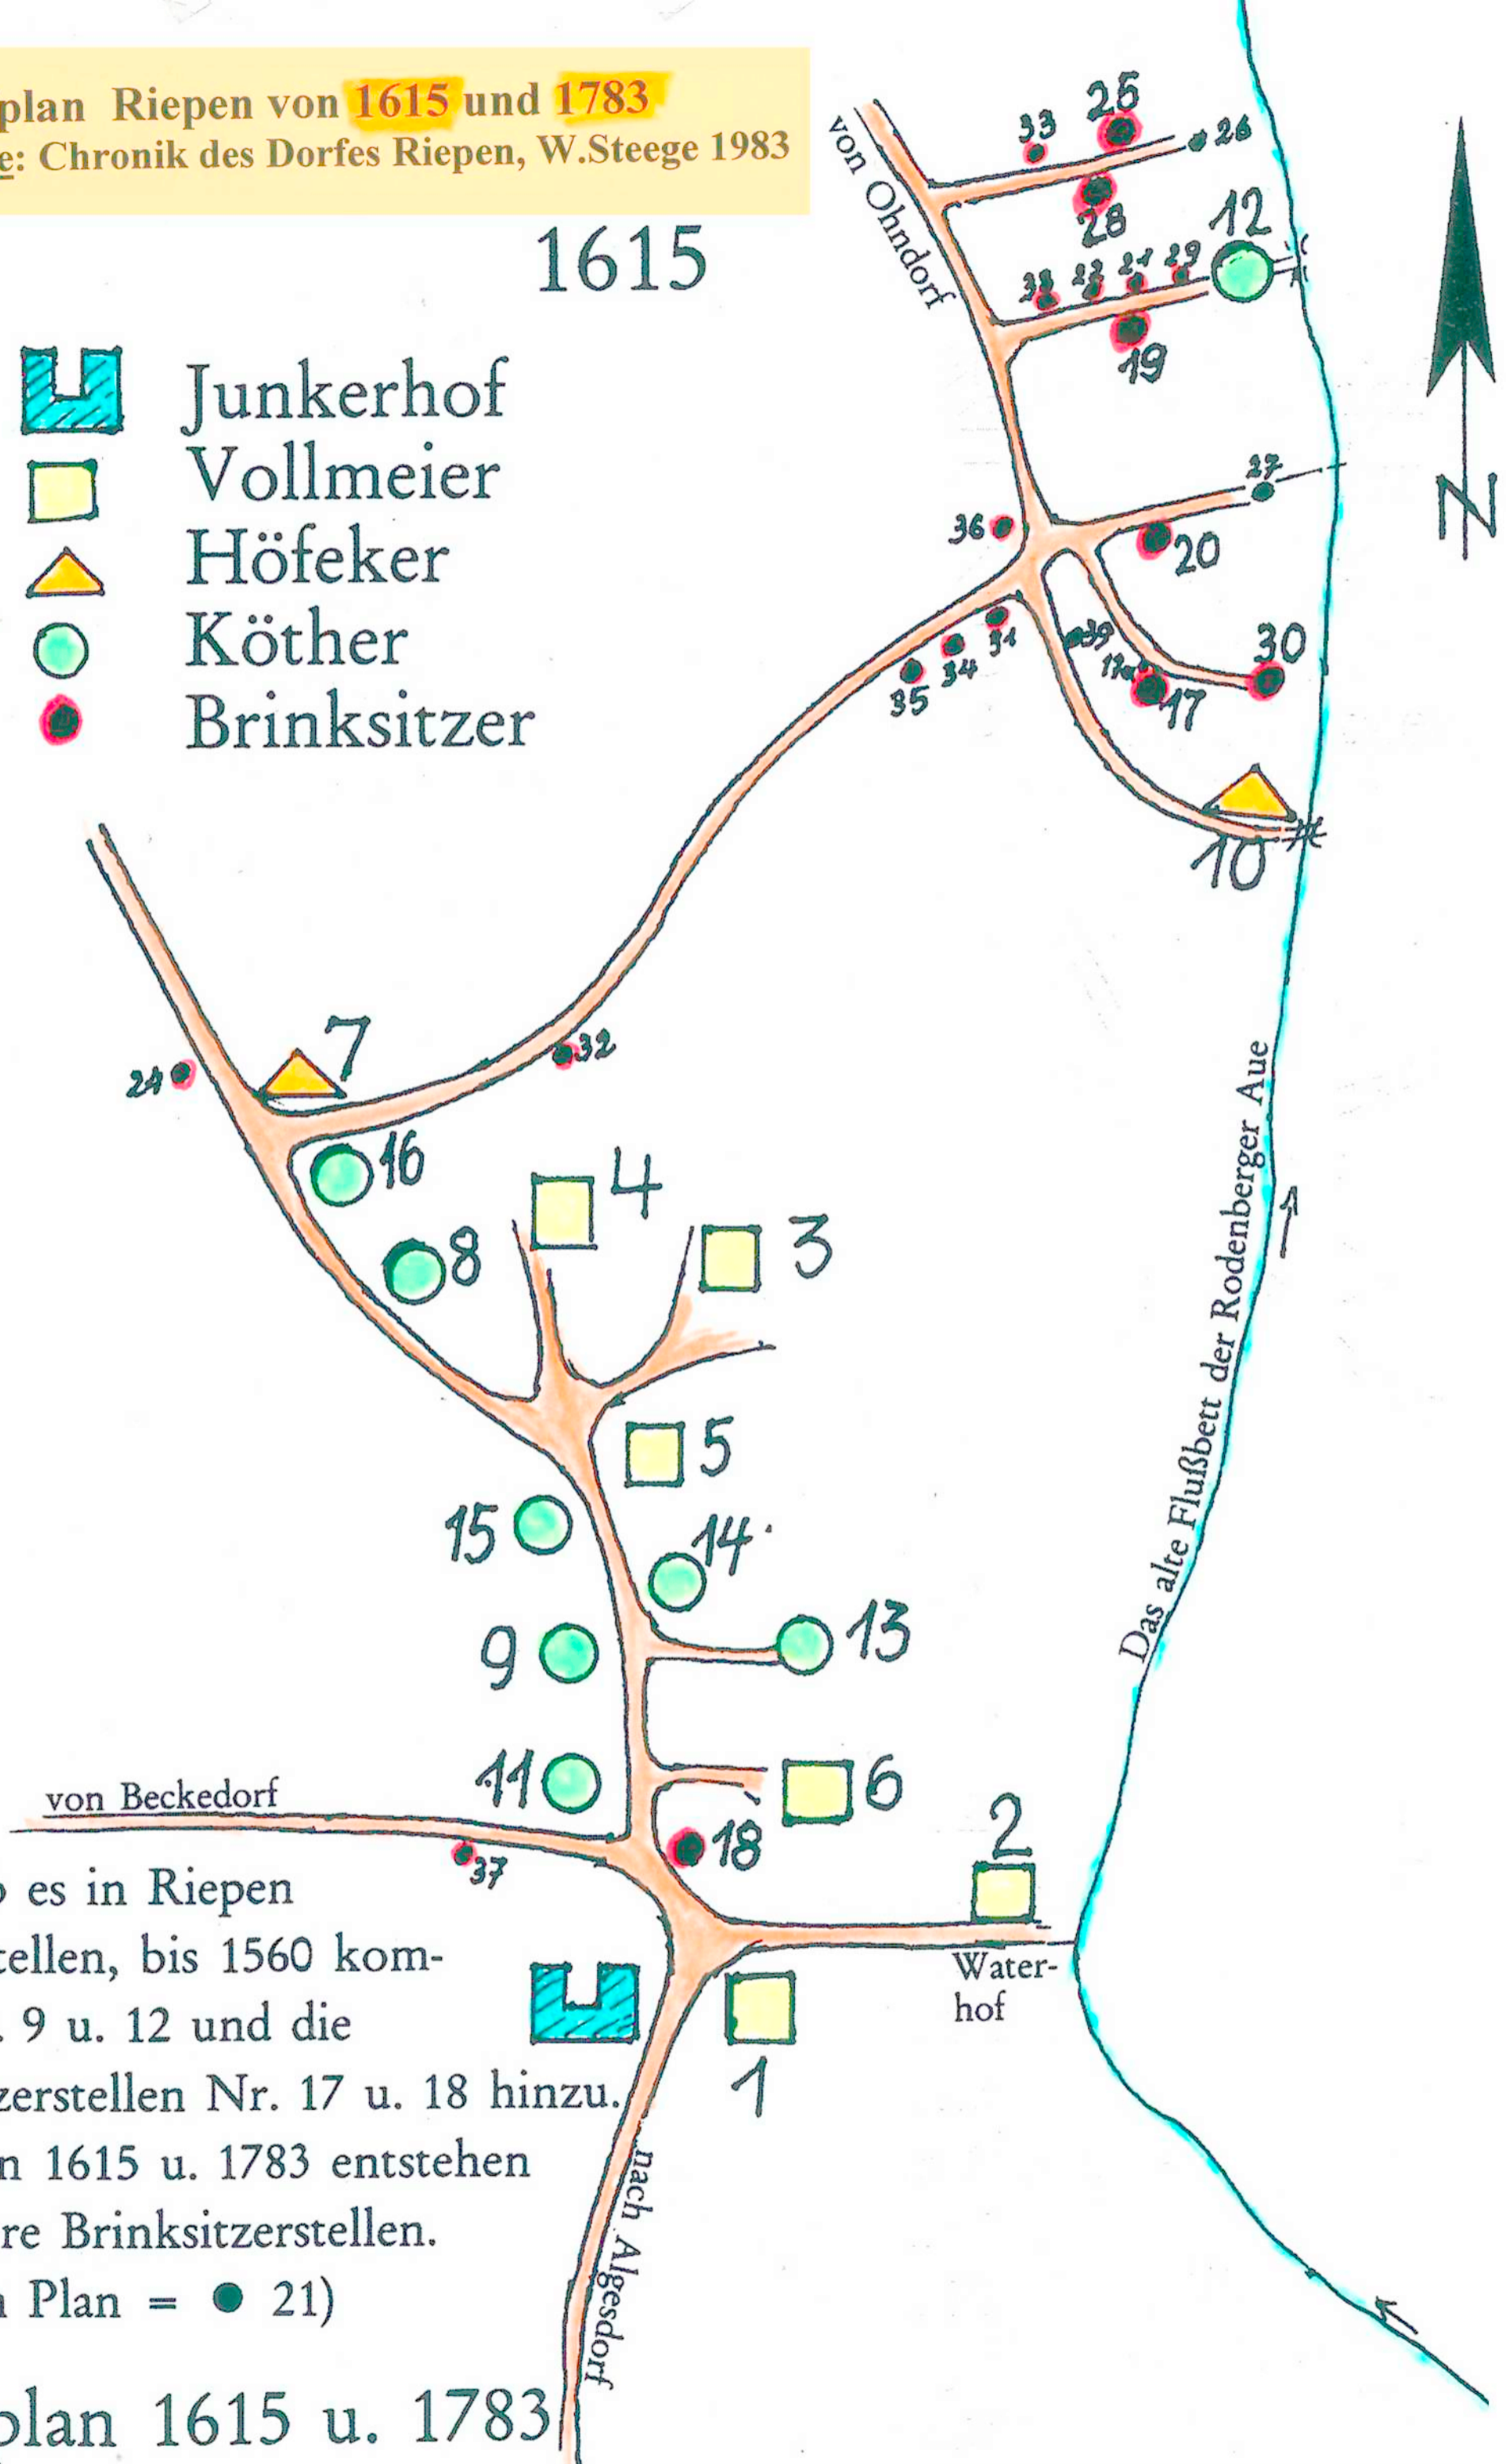 plan Riepen von 1615 und 1783
e: Chronik des Dorfes Riepen, W.Steege 1983
1615
Junkerhof
Vollmeier
Höfeker
Köther
Brinksitzer
von Ohndorf
33
25
26
28
12
29
19
N
27
36
20
39
30
31
34
35
17
10
7
32
24
16
4
8
3
5
15
14
9
13
Das alte Flußbett der Rodenberger Aue
11
6
von Beckedorf
2
18
37
es in Riepen
tellen, bis 1560 kom-
Water-
hof
. 9 u. 12 und die
1
zerstellen Nr. 17 u. 18 hinzu.
n 1615 u. 1783 entstehen
nach Algesdorf
re Brinksitzerstellen.
Plan = ● 21)
plan 1615 u. 1783